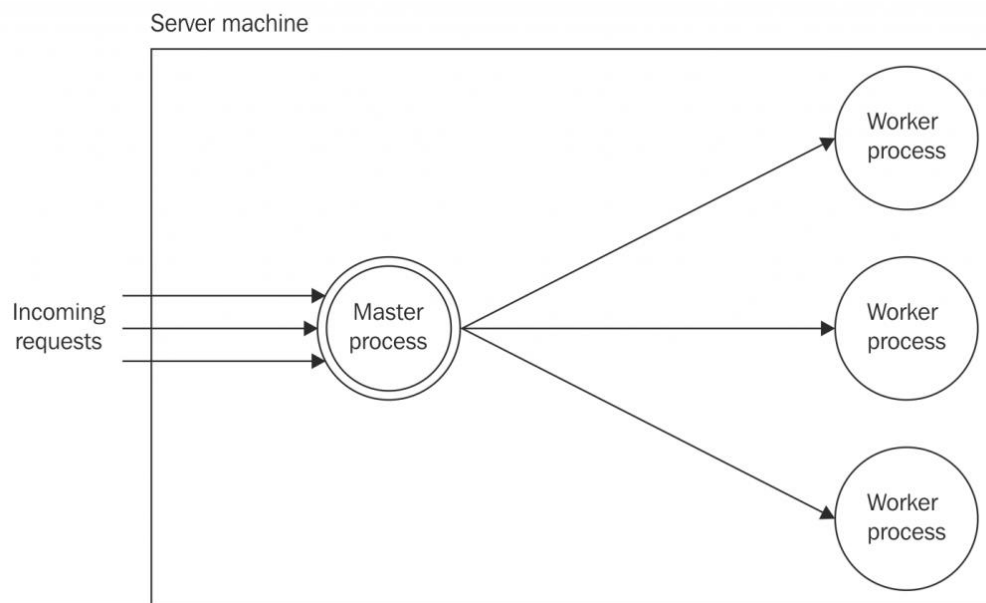 Server machine
Worker
process
Incoming
requests
Master
process
Worker
process
Worker
process